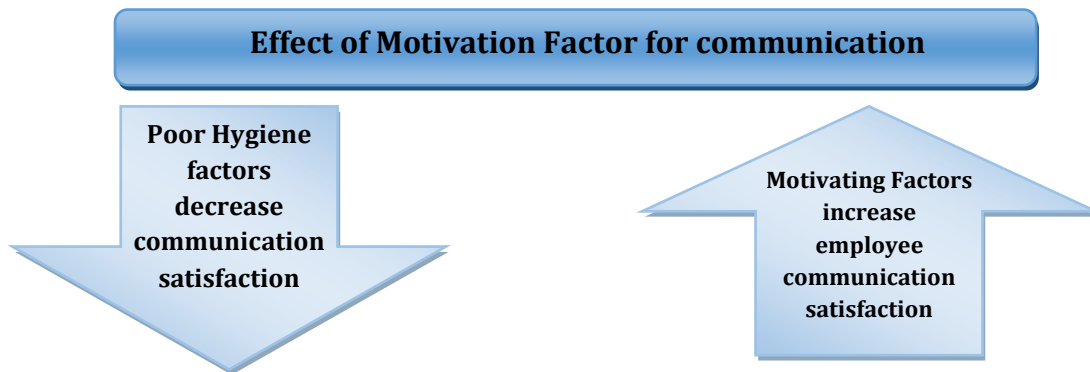 Effect of Motivation Factor for communication
Poor Hygiene
factors
decrease
communication
satisfaction
Motivating Factors
increase
employee
communication
satisfaction